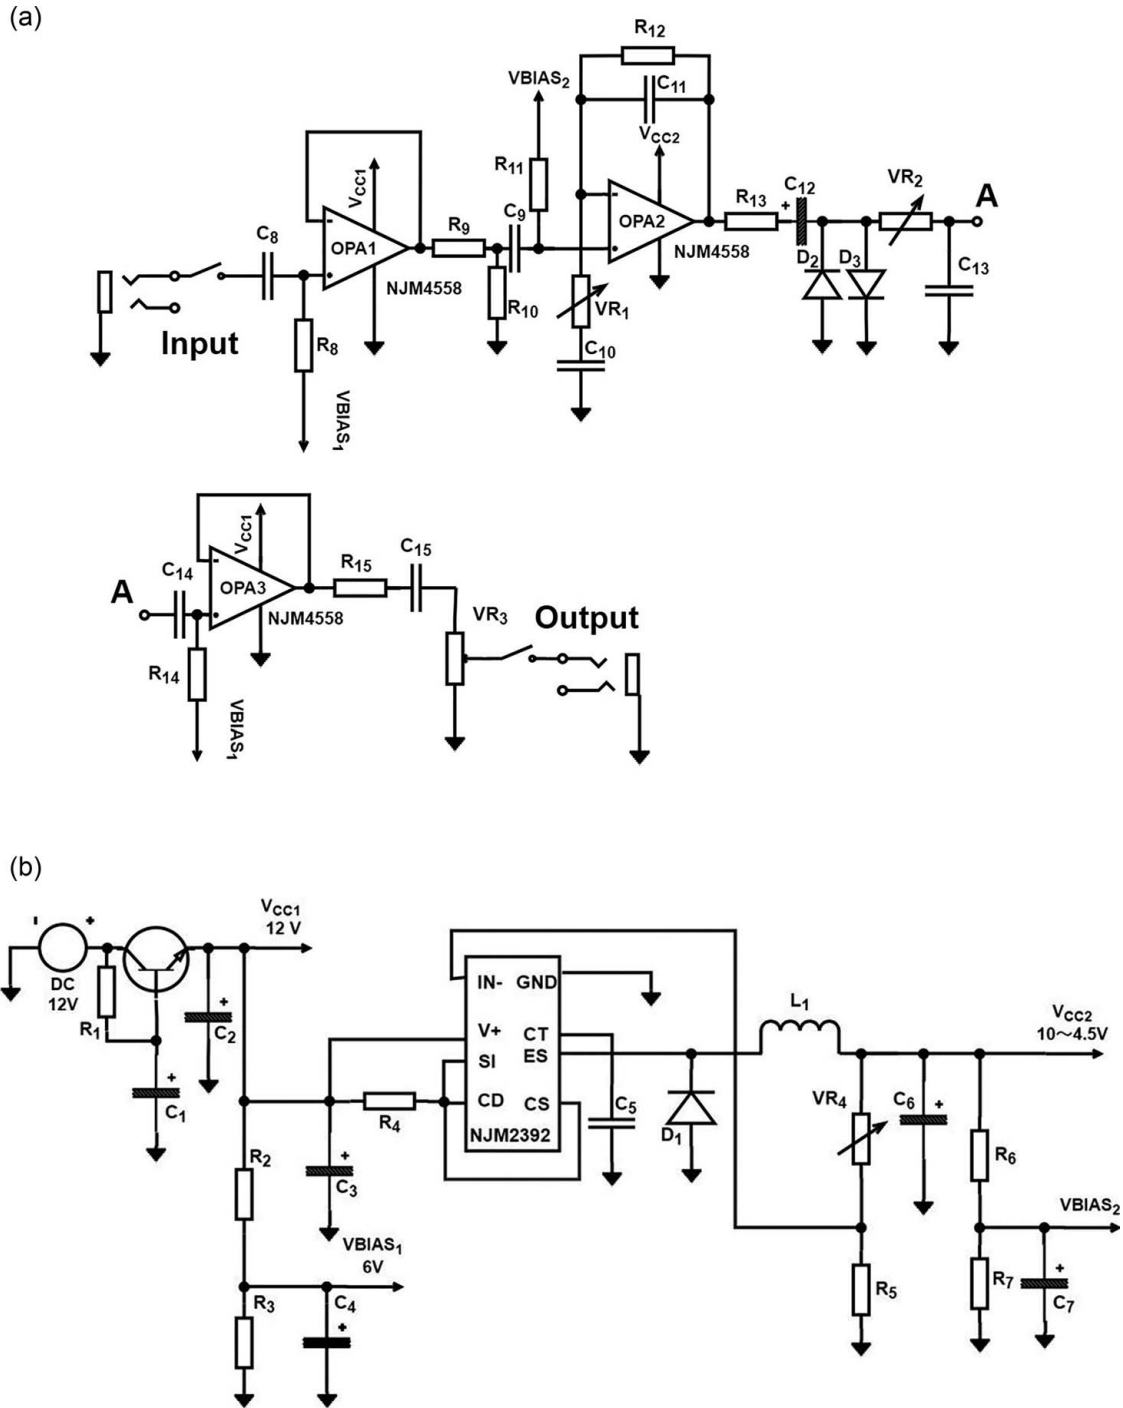 (a)
R12
C11
VBIAS2
VCC2
R11
VCC1
C9
OPA2
R13
C12
+
VR2
A
C8
OPA1
R9
NJM4558
NJM4558
D2
D3
C13
R10
VR1
Input
R8
C10
VBIAS1
VCC1
C14
OPA3
R15
C15
A
NJM4558
VR3
Output
R14
VBIAS1
(b)
- +
VCC1
12 V
DC
12V
R1
+
C2
+
C1
IN- GND
V+ CT
SI ES
CD CS
NJM2392
R4
C5
D1
L1
VCC2
10～4.5V
VR4
C6
+
R6
R2
+
C3
VBIAS2
VBIAS1
6V
R3
C4
+
R5
R7
+
C7